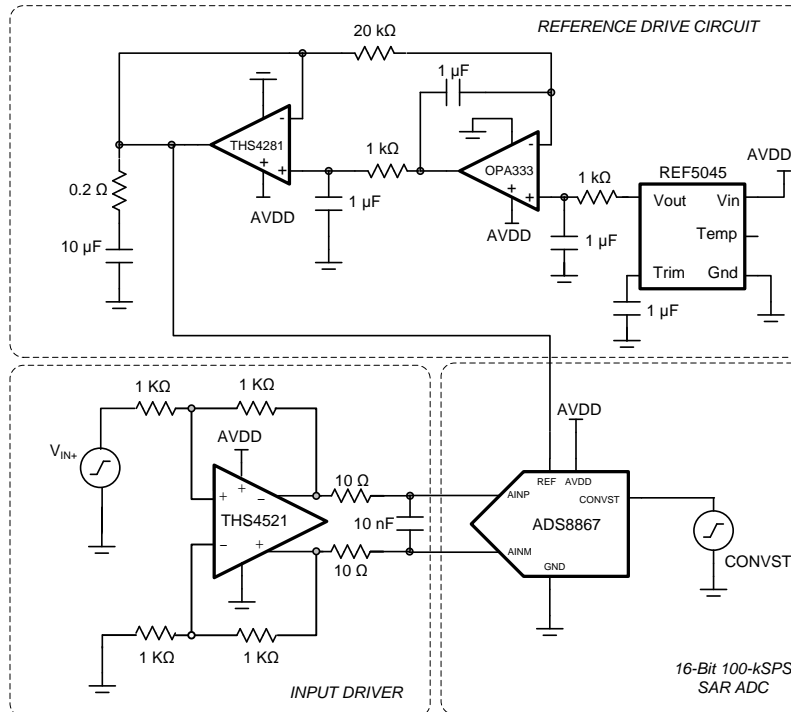 REFERENCE DRIVE CIRCUIT
20 kΩ
1 µF
-
THS4281
+
+
AVDD
1 kΩ
1 µF
-
OPA333
+
+
AVDD
1 kΩ
1 µF
REF5045
AVDD
Vout
Vin
Temp
Trim
Gnd
1 µF
0.2 Ω
10 µF
1 KΩ
1 KΩ
VIN+
AVDD
+
+
−
THS4521
−
+
10 Ω
10 nF
10 Ω
1 KΩ
1 KΩ
INPUT DRIVER
AVDD
REF
AVDD
AINP
CONVST
ADS8867
AINM
GND
CONVST
16-Bit 100-kSPS
SAR ADC